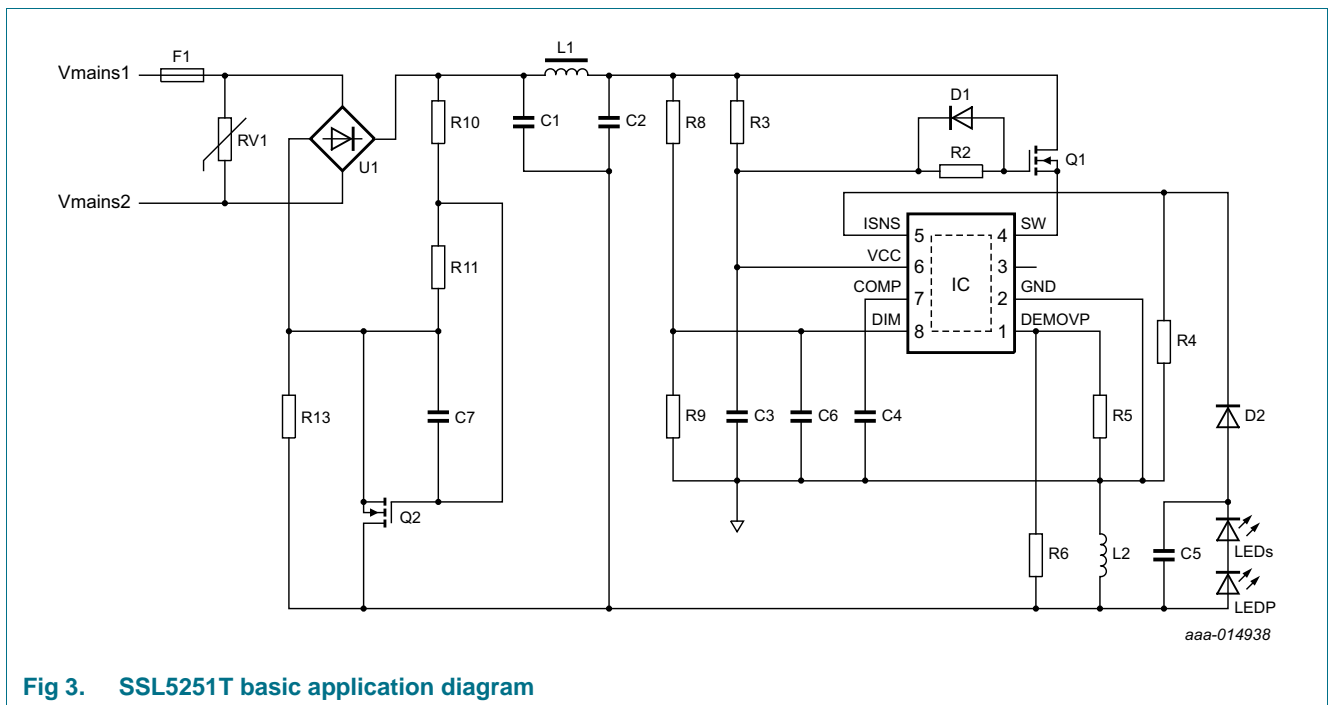 F1
L1
Vmains1
D1
R10
C1
C2
R8
R3
RV1
U1
R2
Q1
Vmains2
ISNS
5
4
SW
R11
VCC
6
3
IC
COMP
7
2
GND
DIM
8
1
DEMOVP
R4
R13
C7
R9
C3
C6
C4
R5
D2
Q2
R6
L2
C5
LEDs
LEDP
aaa-014938
Fig 3. SSL5251T basic application diagram